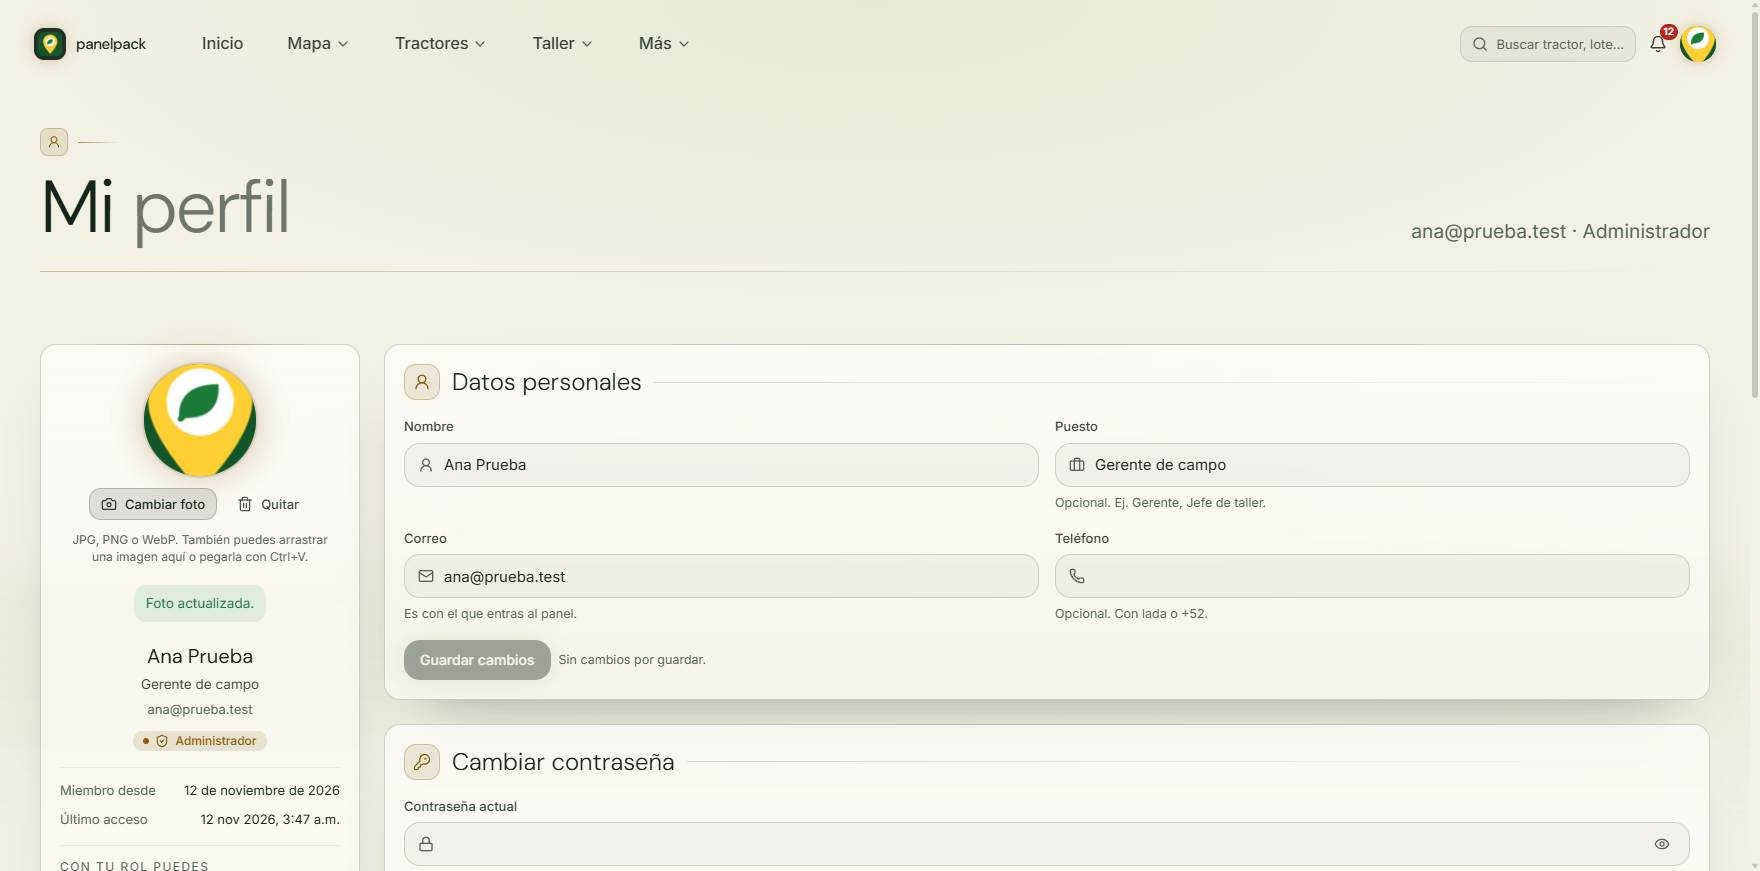 panelpack
Inicio
Mapa
Tractores
Taller
Más
Buscar tractor, lote...
12
Mi perfil
ana@prueba.test · Administrador
Cambiar foto
Quitar
JPG, PNG o WebP. También puedes arrastrar
una imagen aquí o pegarla con Ctrl+V.
Foto actualizada.
Ana Prueba
Gerente de campo
ana@prueba.test
Administrador
Miembro desde 12 de noviembre de 2026
Último acceso 12 nov 2026, 3:47 a.m.
CON TU ROL PUEDES
Datos personales
Nombre
Ana Prueba
Puesto
Gerente de campo
Opcional. Ej. Gerente, Jefe de taller.
Correo
ana@prueba.test
Es con el que entras al panel.
Teléfono
Opcional. Con lada o +52.
Guardar cambios
Sin cambios por guardar.
Cambiar contraseña
Contraseña actual